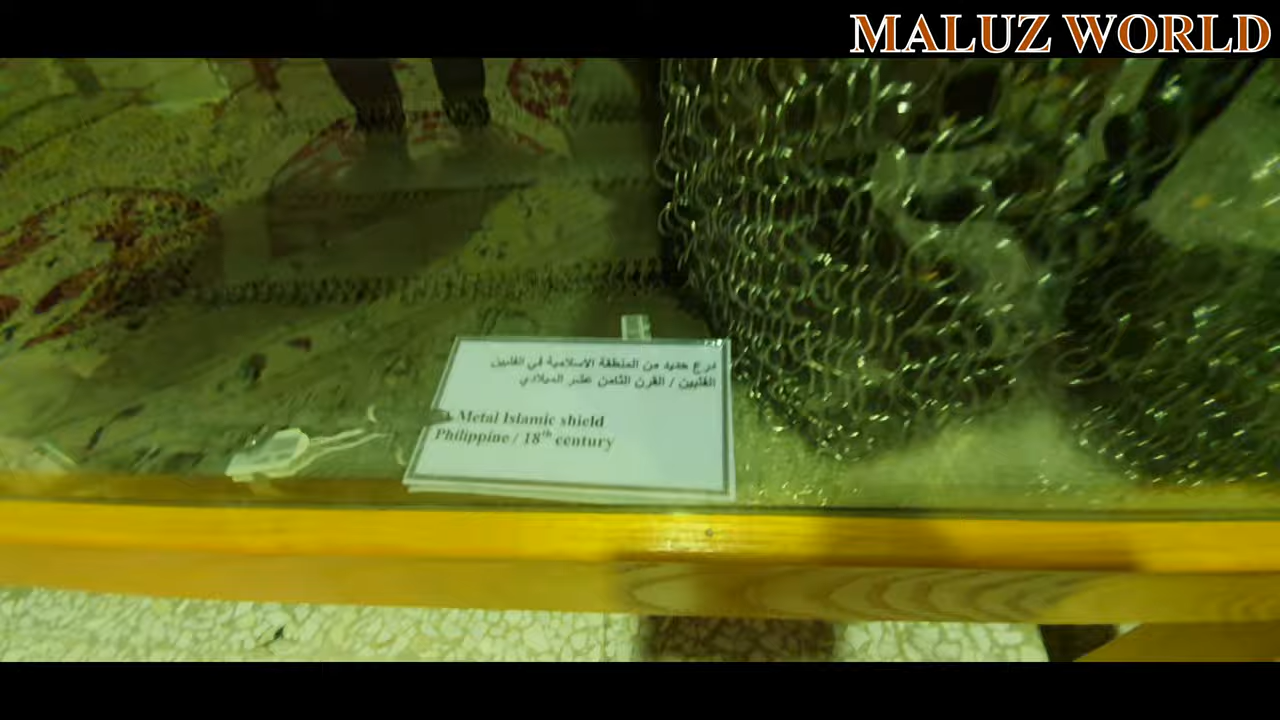 MALUZ WORLD
درع حديد من المنطقة الاسلامية في الفلبين
الفلبين / القرن الثامن عشر الميلادي
Metal Islamic shield
Philippine / 18th century